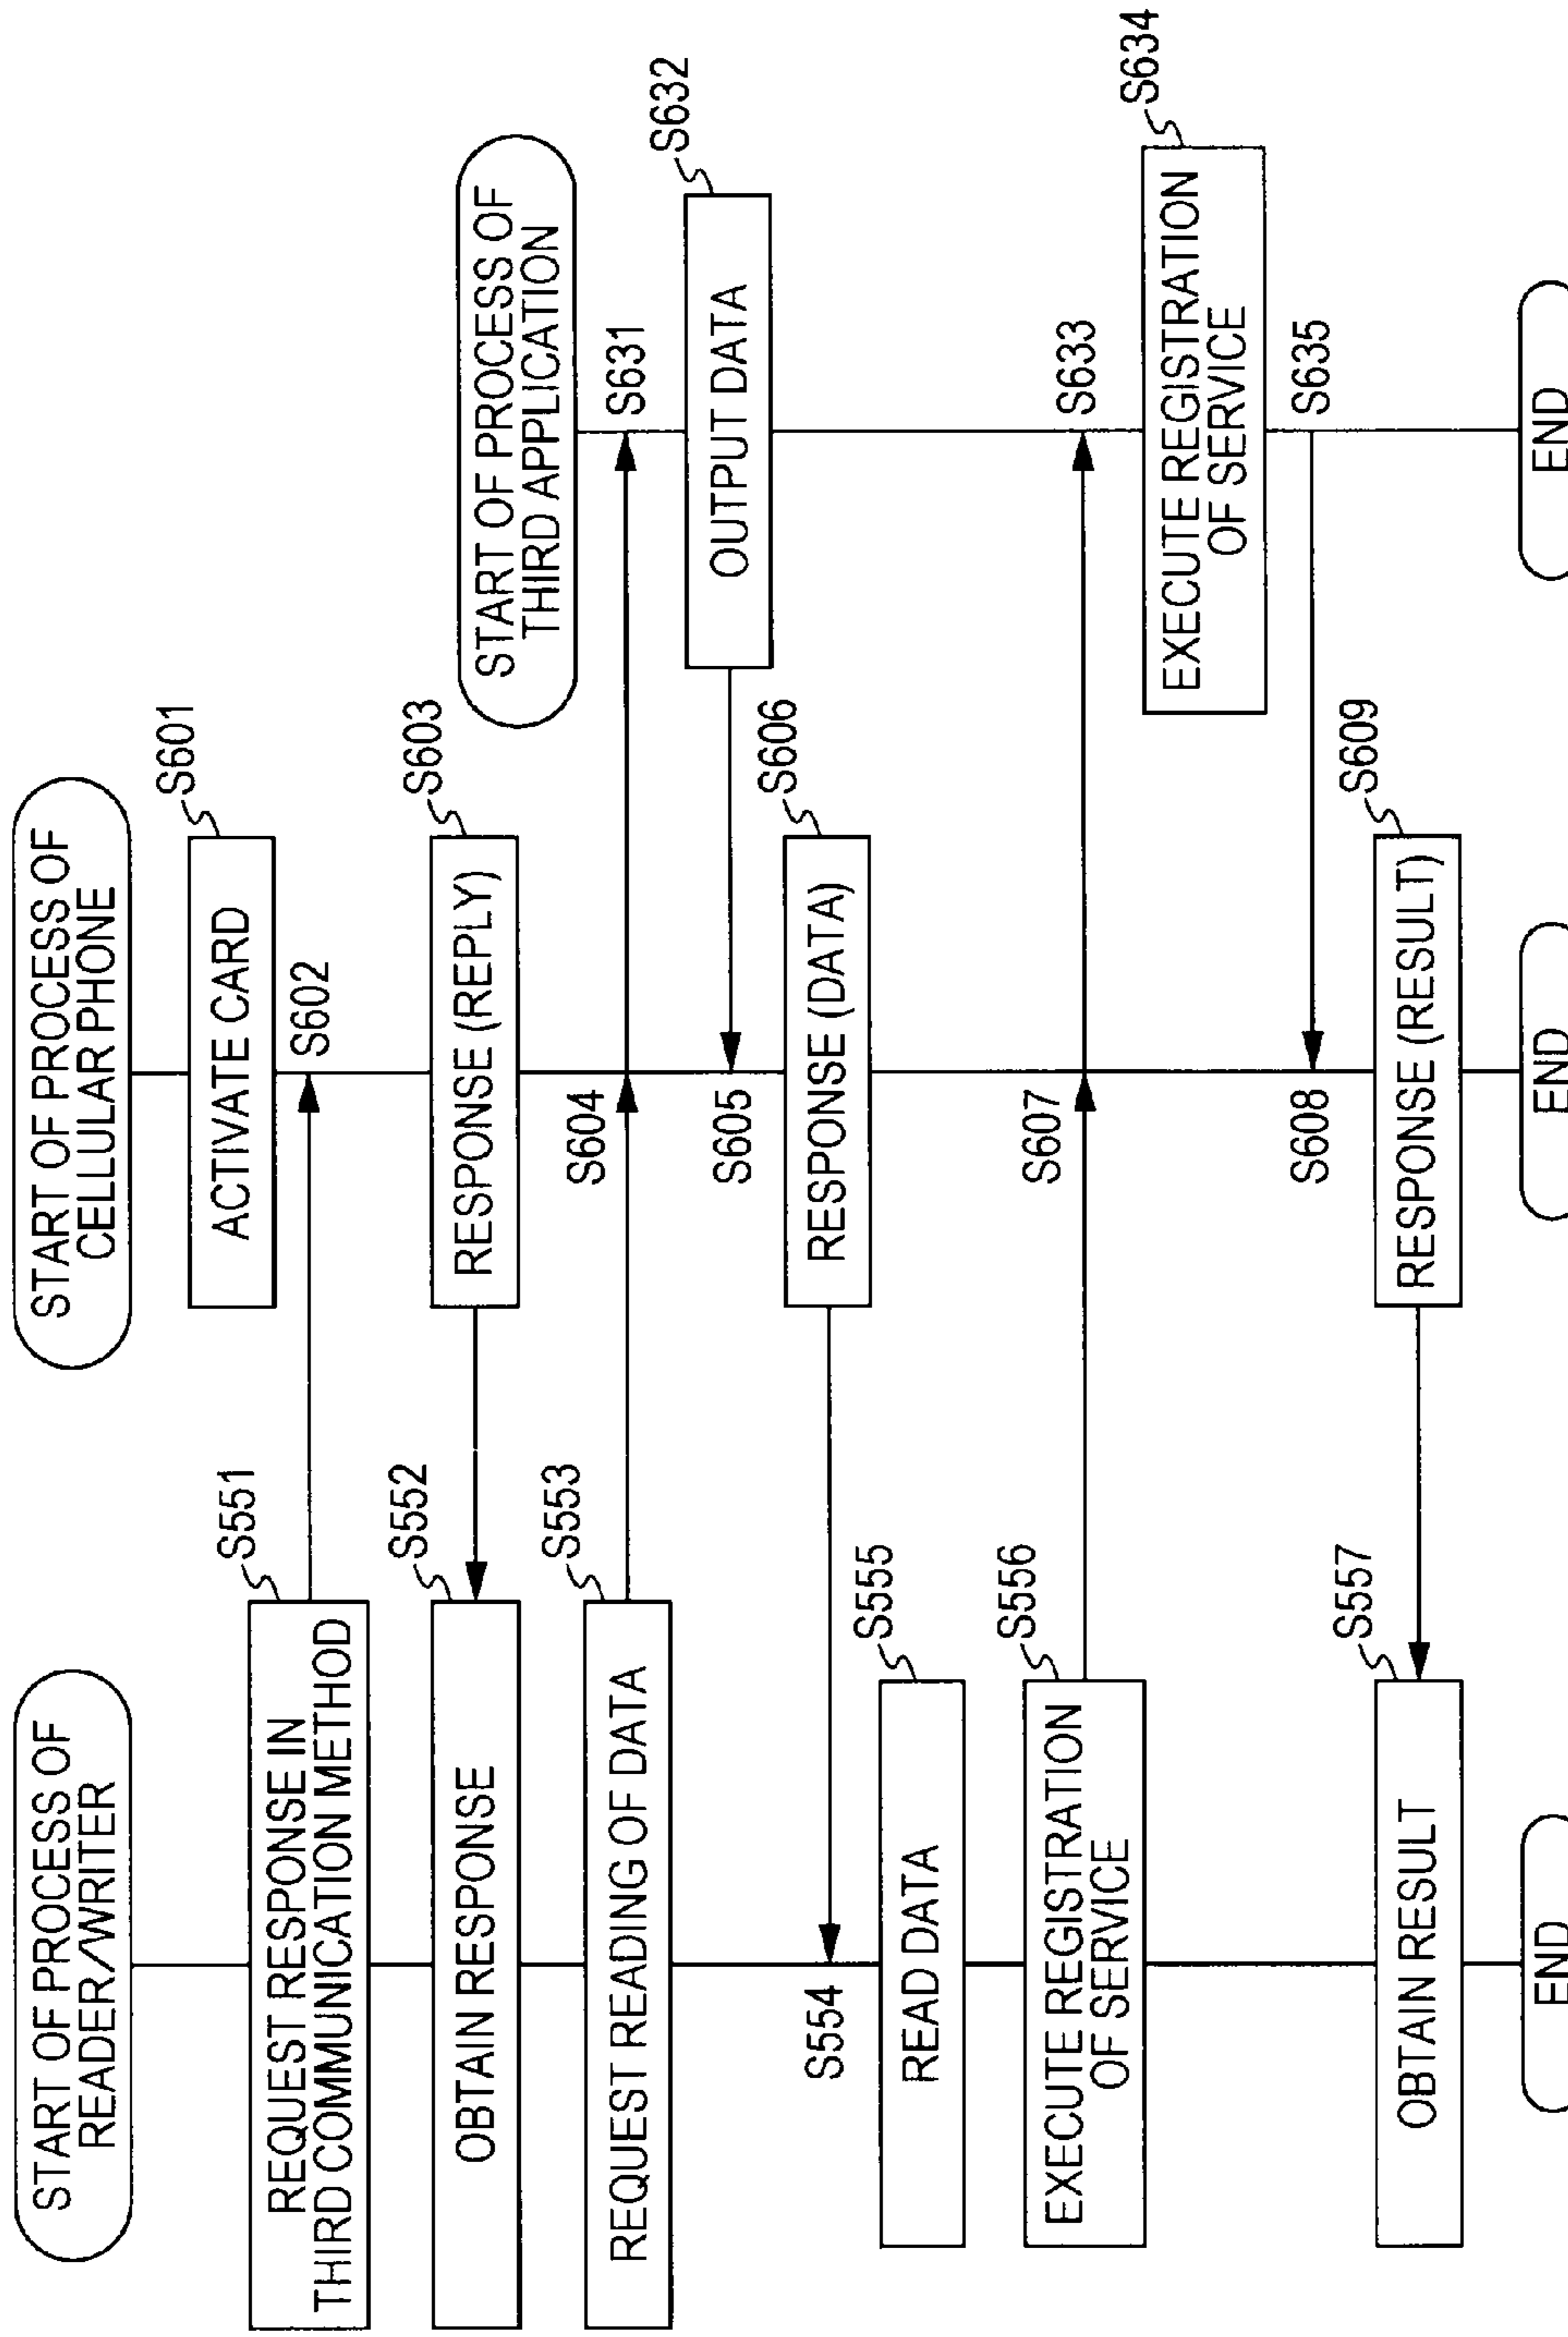 START OF PROCESS OF
READER/WRITER
REQUEST RESPONSE IN
THIRD COMMUNICATION METHOD
S551
OBTAIN RESPONSE
S552
REQUEST READING OF DATA
S553
S554
READ DATA
S555
EXECUTE REGISTRATION
OF SERVICE
S556
OBTAIN RESULT
S557
END
START OF PROCESS OF
CELLULAR PHONE
ACTIVATE CARD
S601
S602
RESPONSE (REPLY)
S603
S604
S605
RESPONSE (DATA)
S606
S607
S608
RESPONSE (RESULT)
S609
END
START OF PROCESS OF
THIRD APPLICATION
S631
OUTPUT DATA
S632
S633
EXECUTE REGISTRATION
OF SERVICE
S634
S635
END